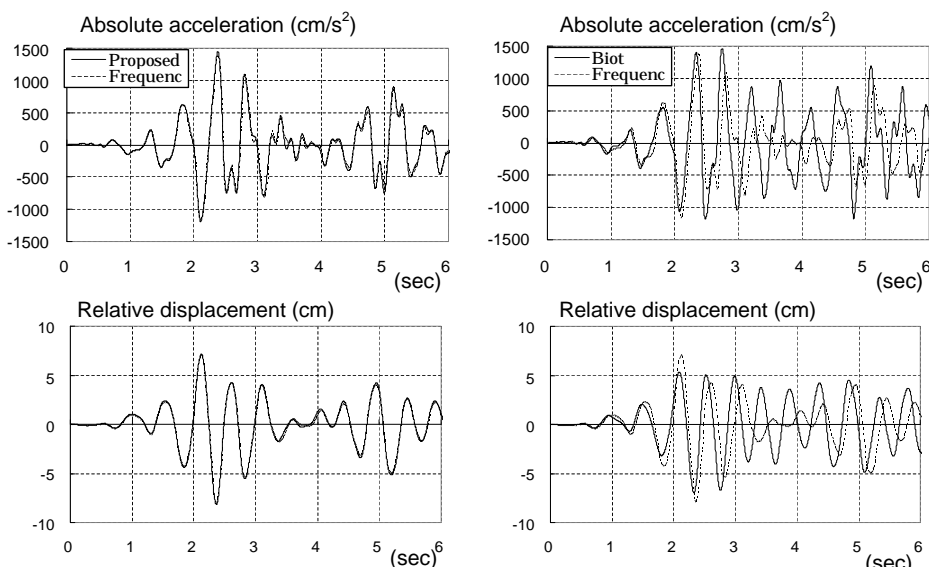 Absolute acceleration (cm/s²)
1500
1000
500
0
-500
-1000
-1500
Proposed
Frequenc
0 1 2 3 4 5 6
(sec)
Absolute acceleration (cm/s²)
1500
1000
500
0
-500
-1000
-1500
Biot
Frequenc
0 1 2 3 4 5 6
(sec)
Relative displacement (cm)
10
5
0
-5
-10
0 1 2 3 4 5 6
(sec)
Relative displacement (cm)
10
5
0
-5
-10
0 1 2 3 4 5 6
(sec)